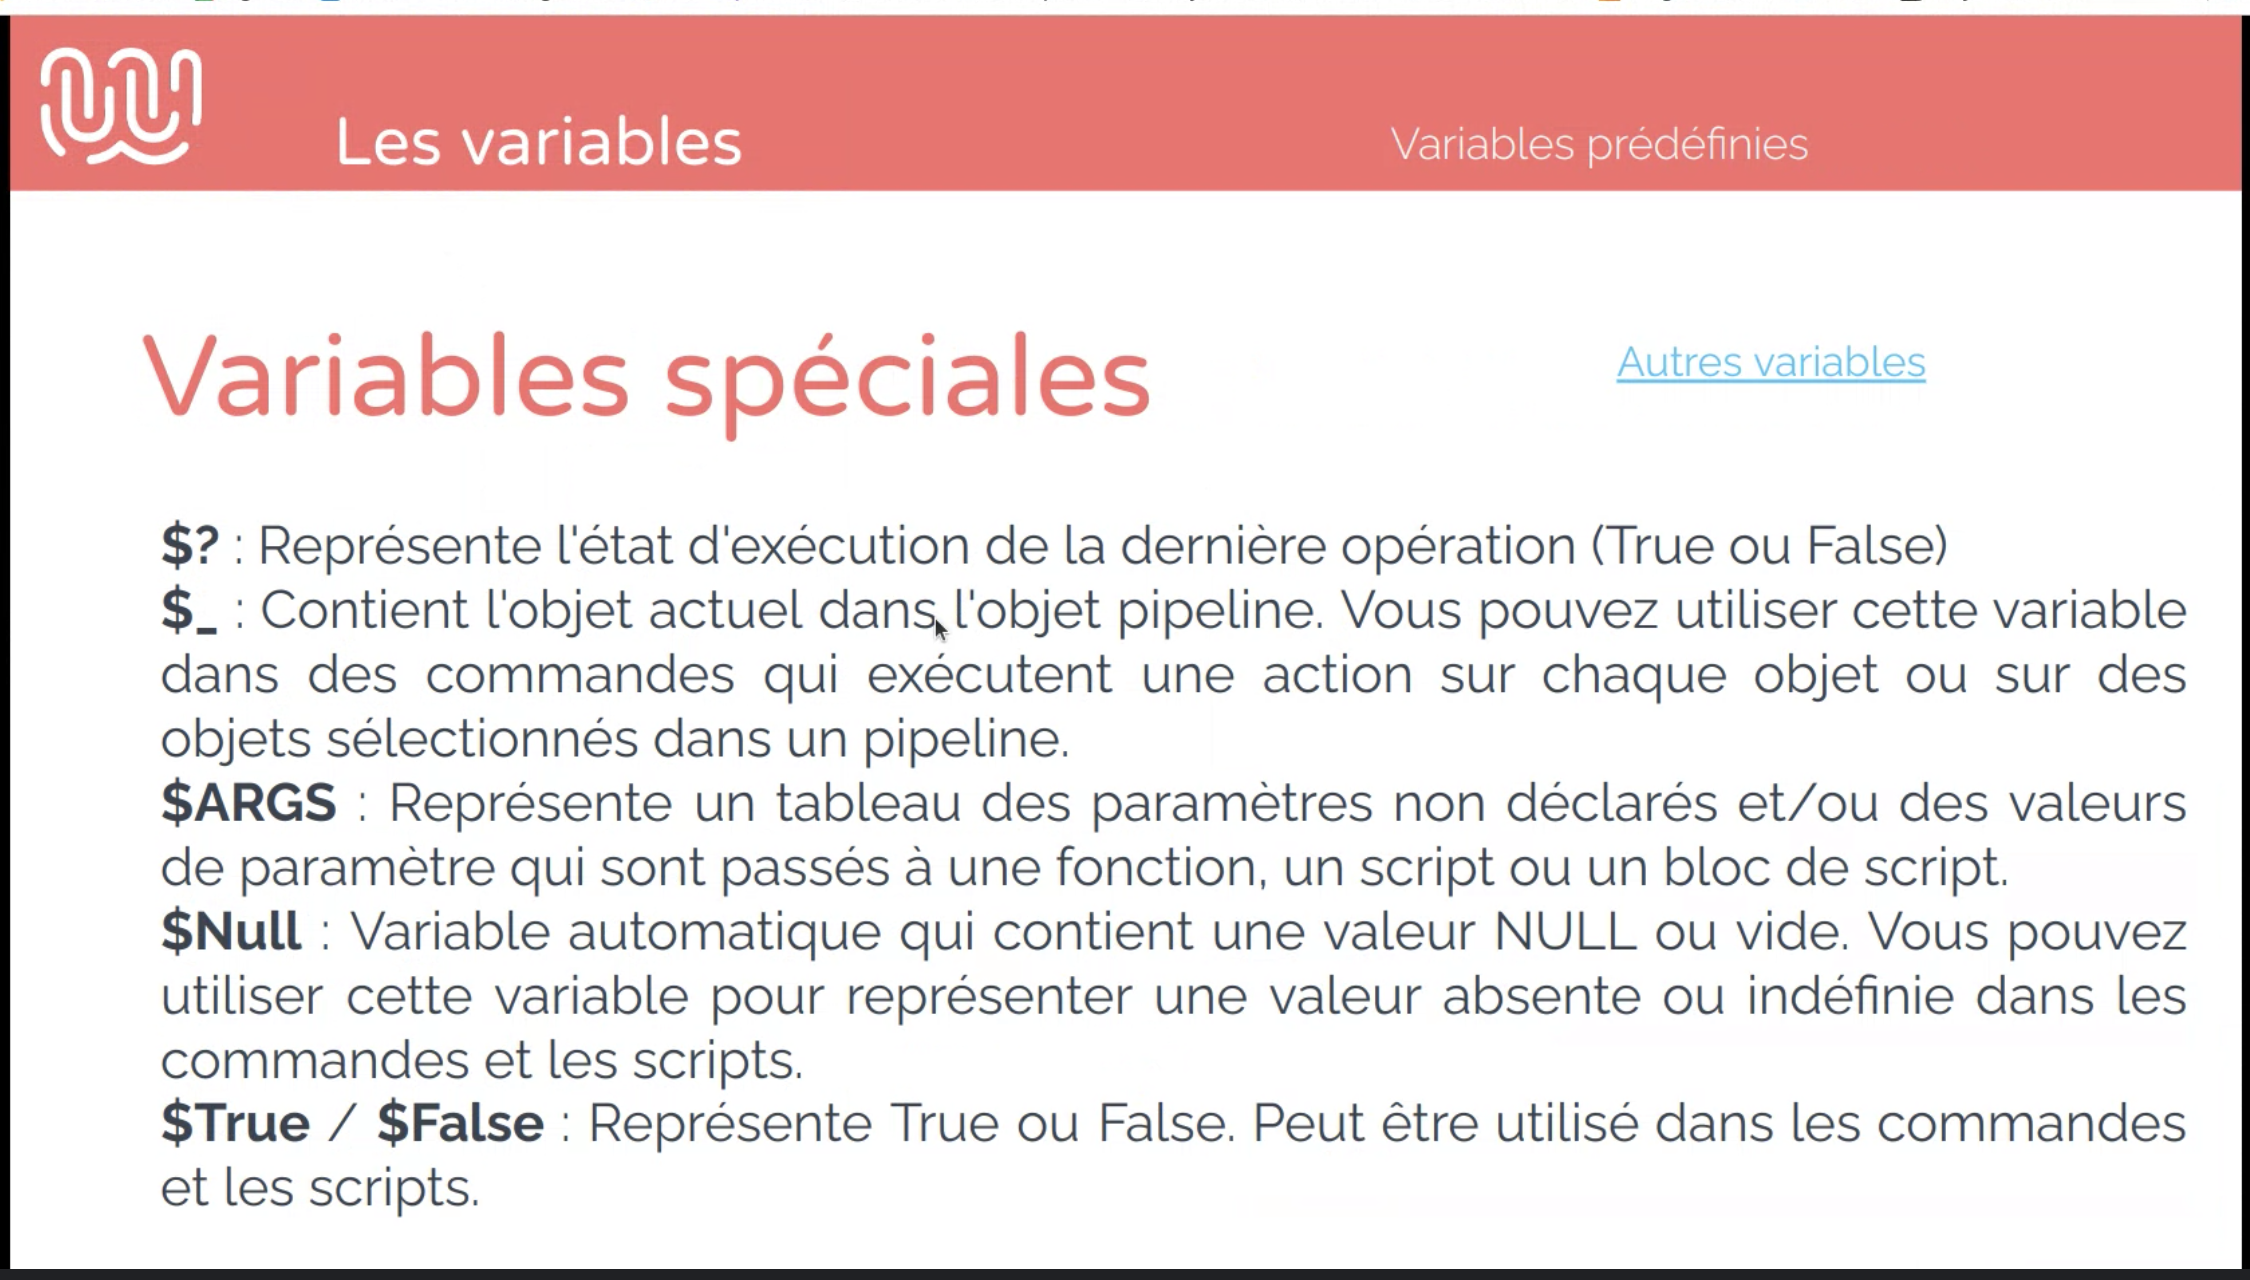 Les variables
Variables prédéfinies
Variables spéciales
Autres variables
$? : Représente l'état d'exécution de la dernière opération (True ou False)
$_ : Contient l'objet actuel dans l'objet pipeline. Vous pouvez utiliser cette variable
dans des commandes qui exécutent une action sur chaque objet ou sur des
objets sélectionnés dans un pipeline.
$ARGS : Représente un tableau des paramètres non déclarés et/ou des valeurs
de paramètre qui sont passés à une fonction, un script ou un bloc de script.
$Null : Variable automatique qui contient une valeur NULL ou vide. Vous pouvez
utiliser cette variable pour représenter une valeur absente ou indéfinie dans les
commandes et les scripts.
$True / $False : Représente True ou False. Peut être utilisé dans les commandes
et les scripts.